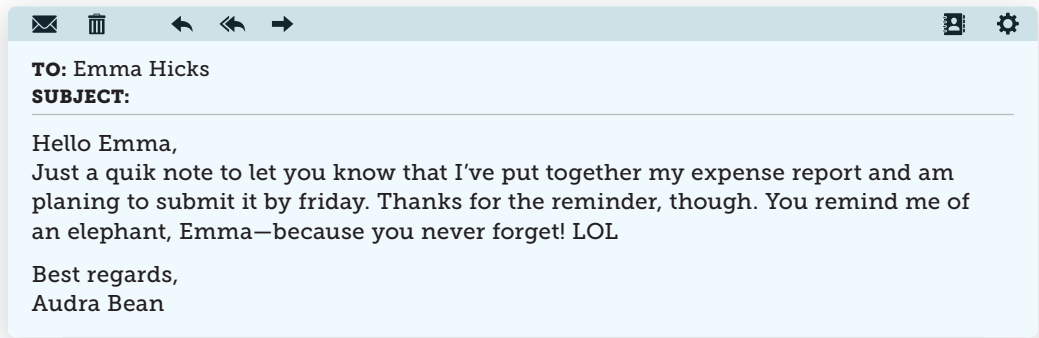 TO: Emma Hicks
SUBJECT:
Hello Emma,
Just a quik note to let you know that I’ve put together my expense report and am
planing to submit it by friday. Thanks for the reminder, though. You remind me of
an elephant, Emma—because you never forget! LOL
Best regards,
Audra Bean